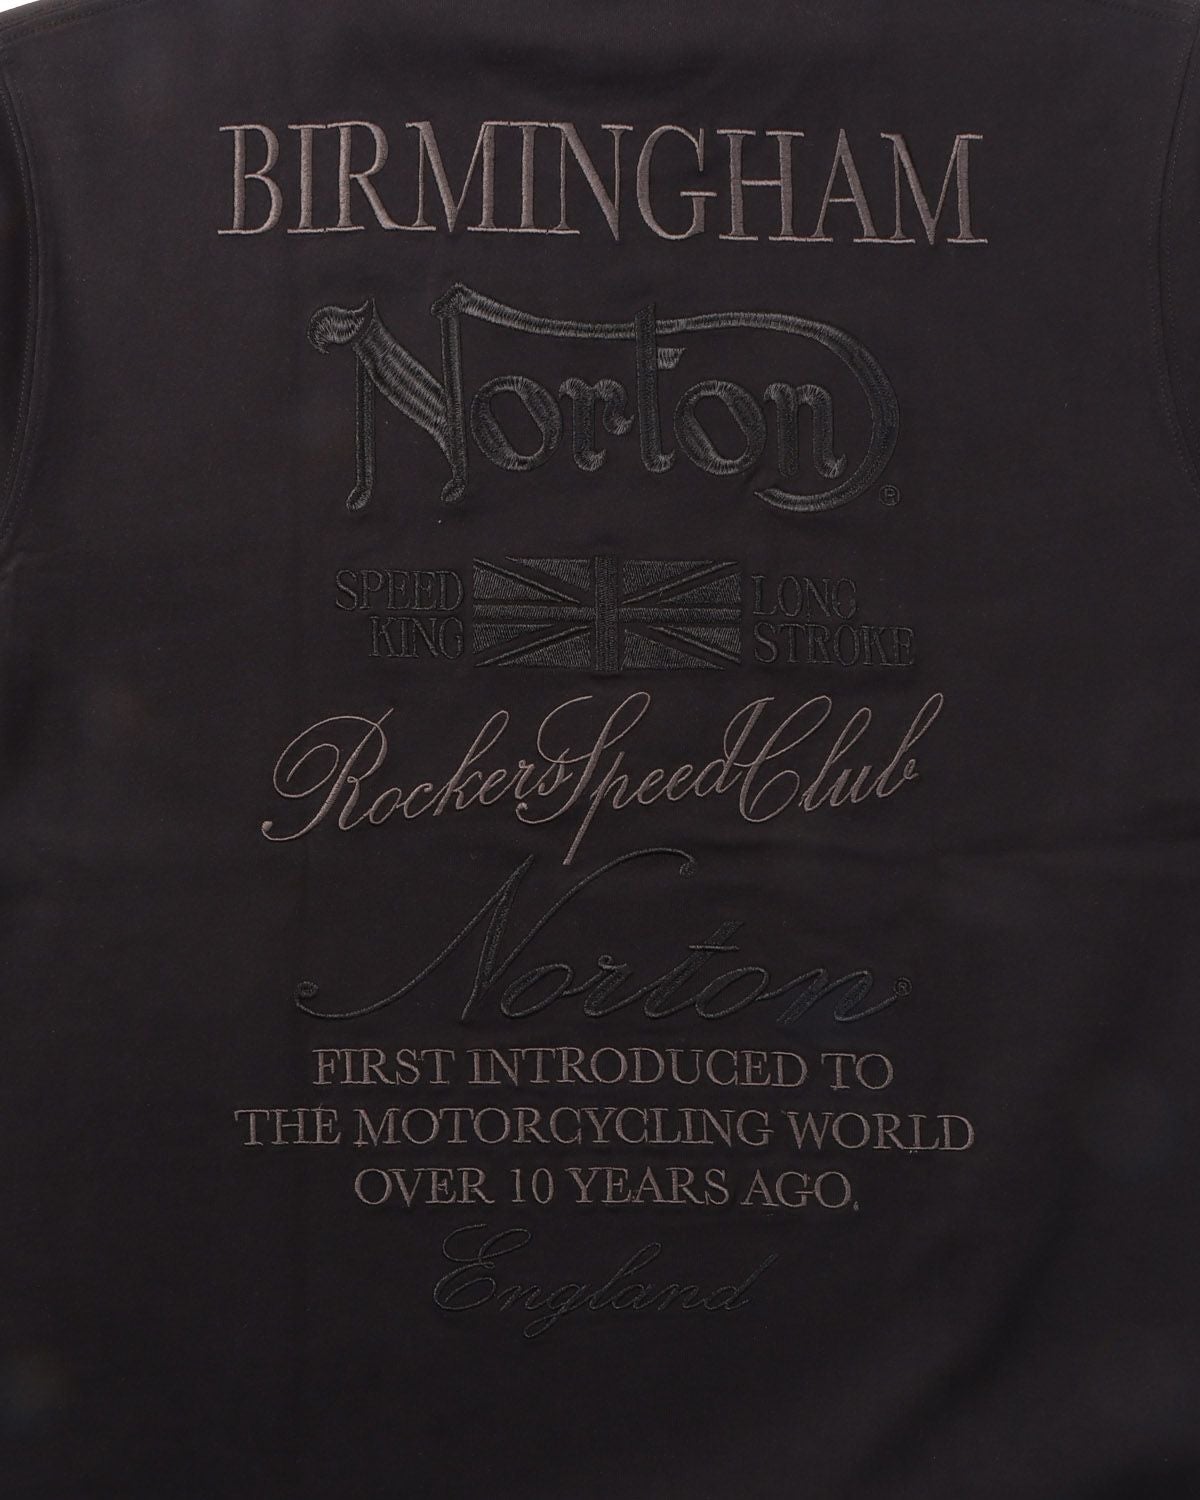 BIRMINGHAM
Norton®
SPEED KING LONG STROKE
Rockers Speed Club
Norton®
FIRST INTRODUCED TO
THE MOTORCYCLING WORLD
OVER 10 YEARS AGO.
England